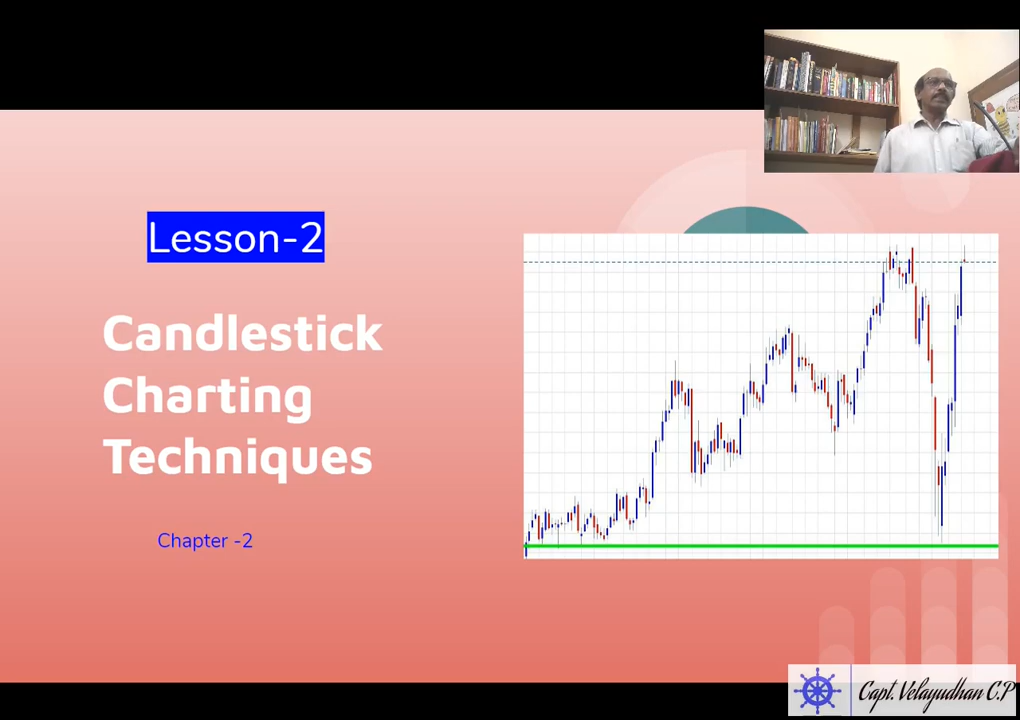 Lesson-2
Candlestick
Charting
Techniques
Chapter -2
Capt. Velayudhan C.P